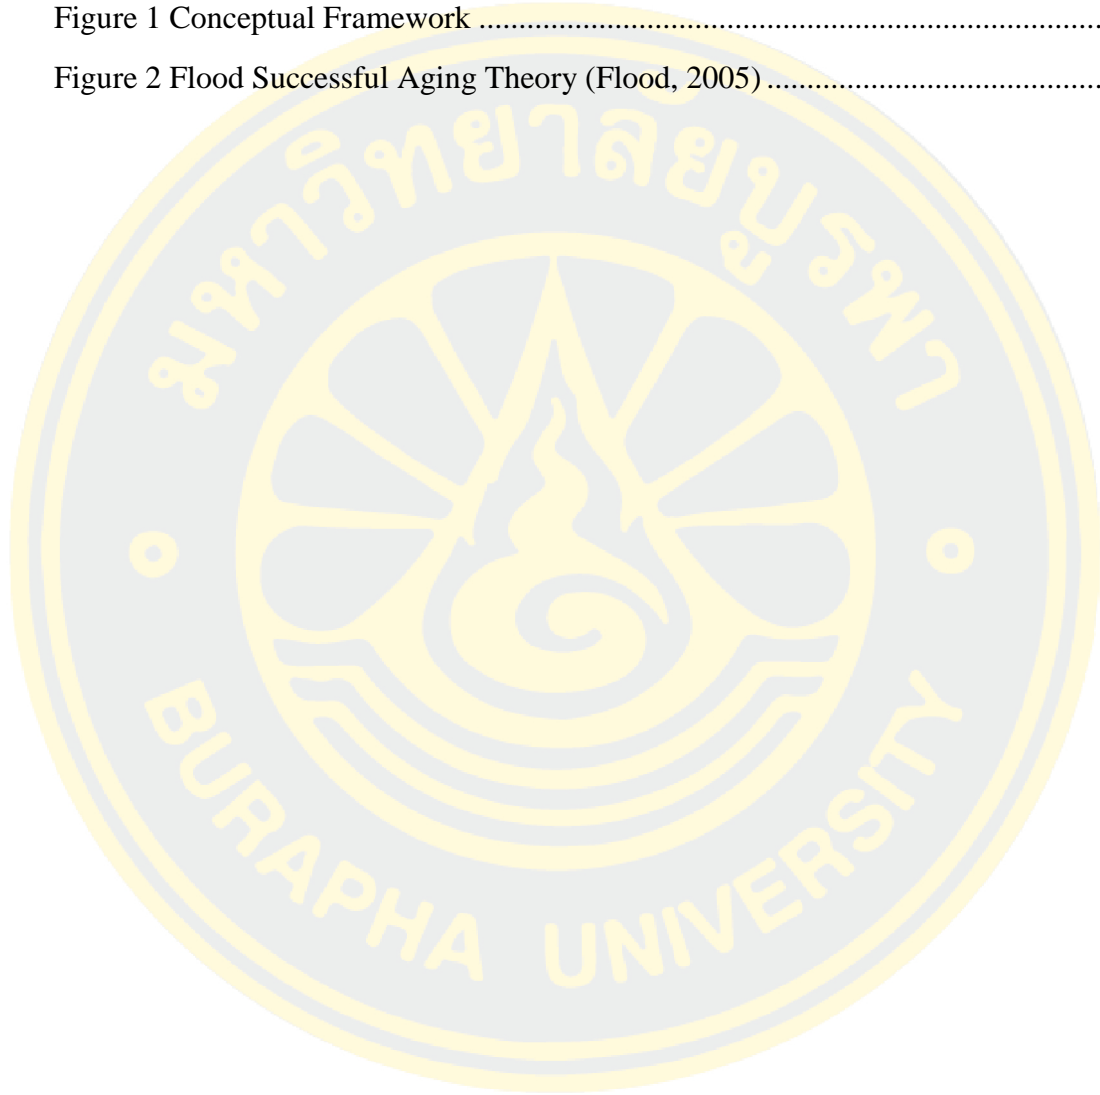 Figure 1 Conceptual Framework ................................................................................
Figure 2 Flood Successful Aging Theory (Flood, 2005) ..........................................
มหาวิทยาลัยบูรพา
BURAPHA UNIVERSITY